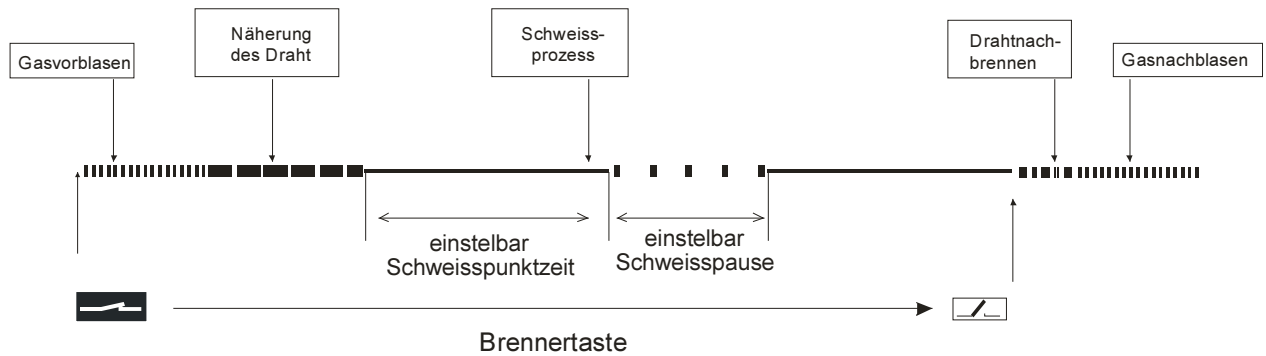 Gasvorblasen
Näherung
des Draht
Schweiss-
prozess
Drahtnach-
brennen
Gasnachblasen
einstelbar
Schweisspunktzeit
einstelbar
Schweisspause
Brennertaste